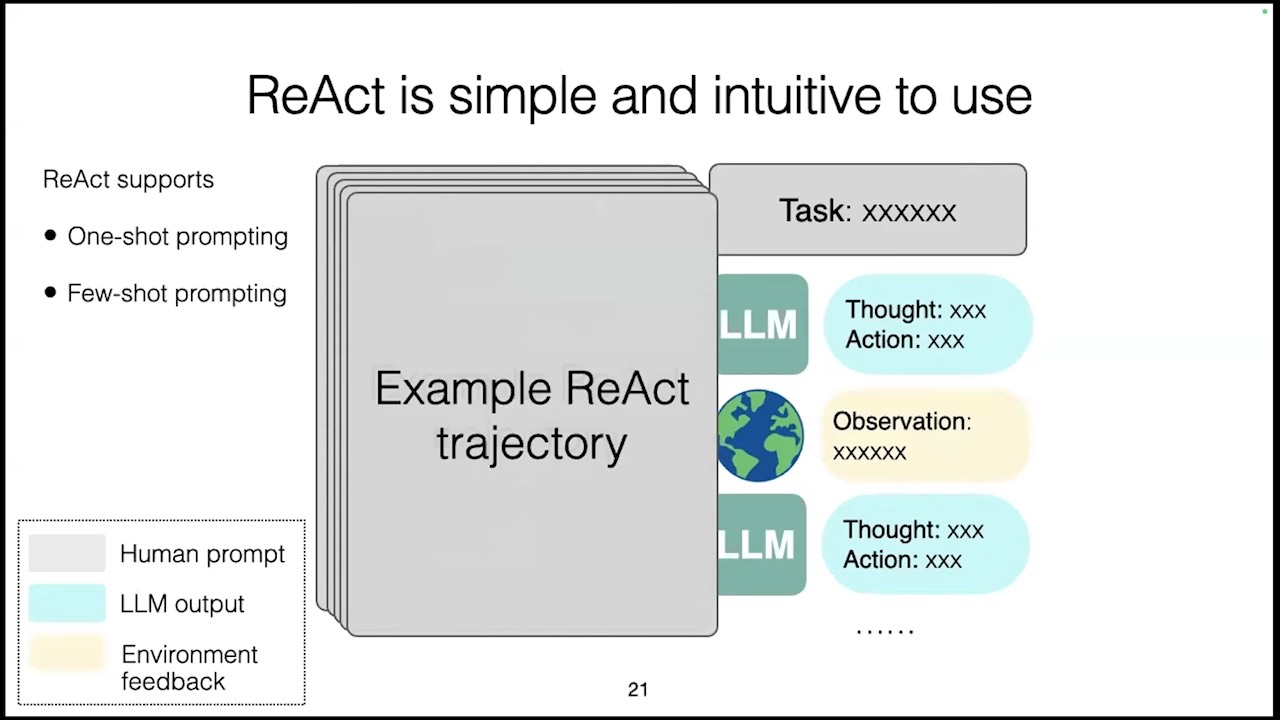 ReAct is simple and intuitive to use
ReAct supports
• One-shot prompting
• Few-shot prompting
Example ReAct
trajectory
Task: xxxxxx
LLM
Thought: xxx
Action: xxx
Observation:
xxxxxx
LLM
Thought: xxx
Action: xxx
......
Human prompt
LLM output
Environment
feedback
21